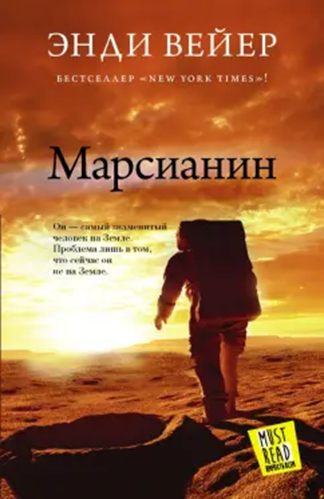 ЭНДИ ВЕЙЕР
БЕСТСЕЛЛЕР «NEW YORK TIMES»!
Марсианин
Он — самый знаменитый
человек на Земле.
Проблема лишь в том,
что сейчас он
не на Земле.
MUST
READ